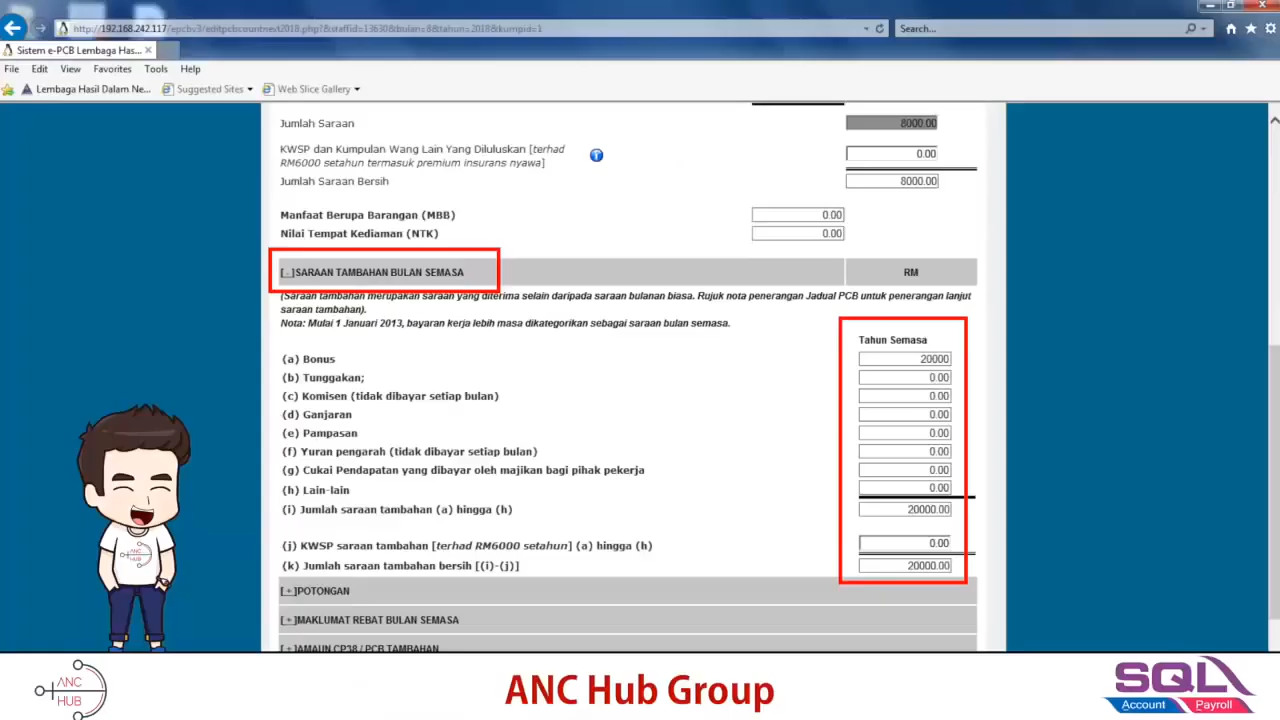 http://192.168.242.117/epcbv3/editpcbcountnext2018.php?&staffid=13630&bulan=8&tahun=2018&kumpid=1
Search...
Sistem e-PCB Lembaga Has...
File Edit View Favorites Tools Help
Lembaga Hasil Dalam Ne... Suggested Sites Web Slice Gallery
Jumlah Saraan 8000.00
KWSP dan Kumpulan Wang Lain Yang Diluluskan [terhad 0.00
RM6000 setahun termasuk premium insurans nyawa]
Jumlah Saraan Bersih 8000.00
Manfaat Berupa Barangan (MBB) 0.00
Nilai Tempat Kediaman (NTK) 0.00
[-]SARAAN TAMBAHAN BULAN SEMASA RM
(Saraan tambahan merupakan saraan yang diterima selain daripada saraan bulanan biasa. Rujuk nota penerangan Jadual PCB untuk penerangan lanjut
saraan tambahan).
Nota: Mulai 1 Januari 2013, bayaran kerja lebih masa dikategorikan sebagai saraan bulan semasa.
Tahun Semasa
(a) Bonus 20000
(b) Tunggakan; 0.00
(c) Komisen (tidak dibayar setiap bulan) 0.00
(d) Ganjaran 0.00
(e) Pampasan 0.00
(f) Yuran pengarah (tidak dibayar setiap bulan) 0.00
(g) Cukai Pendapatan yang dibayar oleh majikan bagi pihak pekerja 0.00
(h) Lain-lain 0.00
(i) Jumlah saraan tambahan (a) hingga (h) 20000.00
(j) KWSP saraan tambahan [terhad RM6000 setahun] (a) hingga (h) 0.00
(k) Jumlah saraan tambahan bersih [(i)-(j)] 20000.00
[+]POTONGAN
[+]MAKLUMAT REBAT BULAN SEMASA
[+]AMAUN CP38 / PCB TAMBAHAN
ANC
HUB
ANC
HUB
ANC Hub Group
SQL
Account Payroll